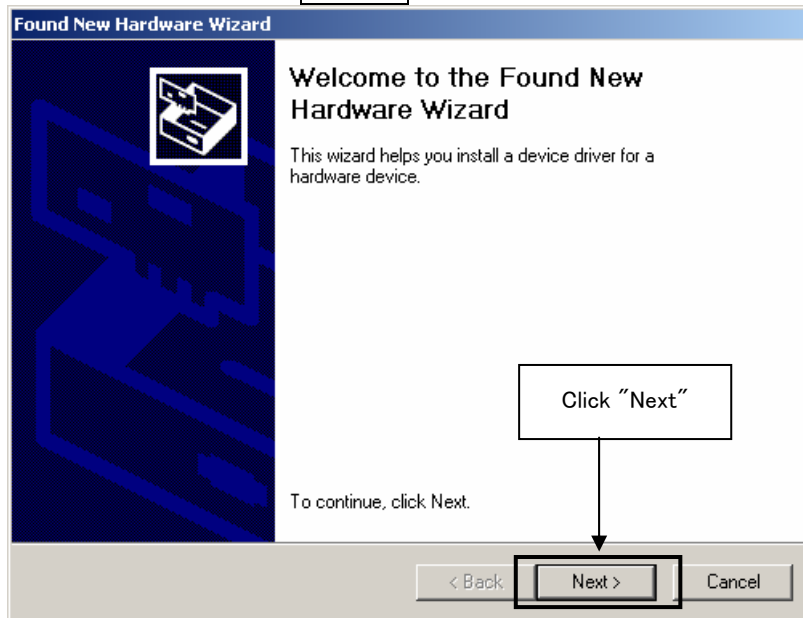 Found New Hardware Wizard
Welcome to the Found New
Hardware Wizard
This wizard helps you install a device driver for a
hardware device.
Click "Next"
To continue, click Next.
< Back
Next >
Cancel